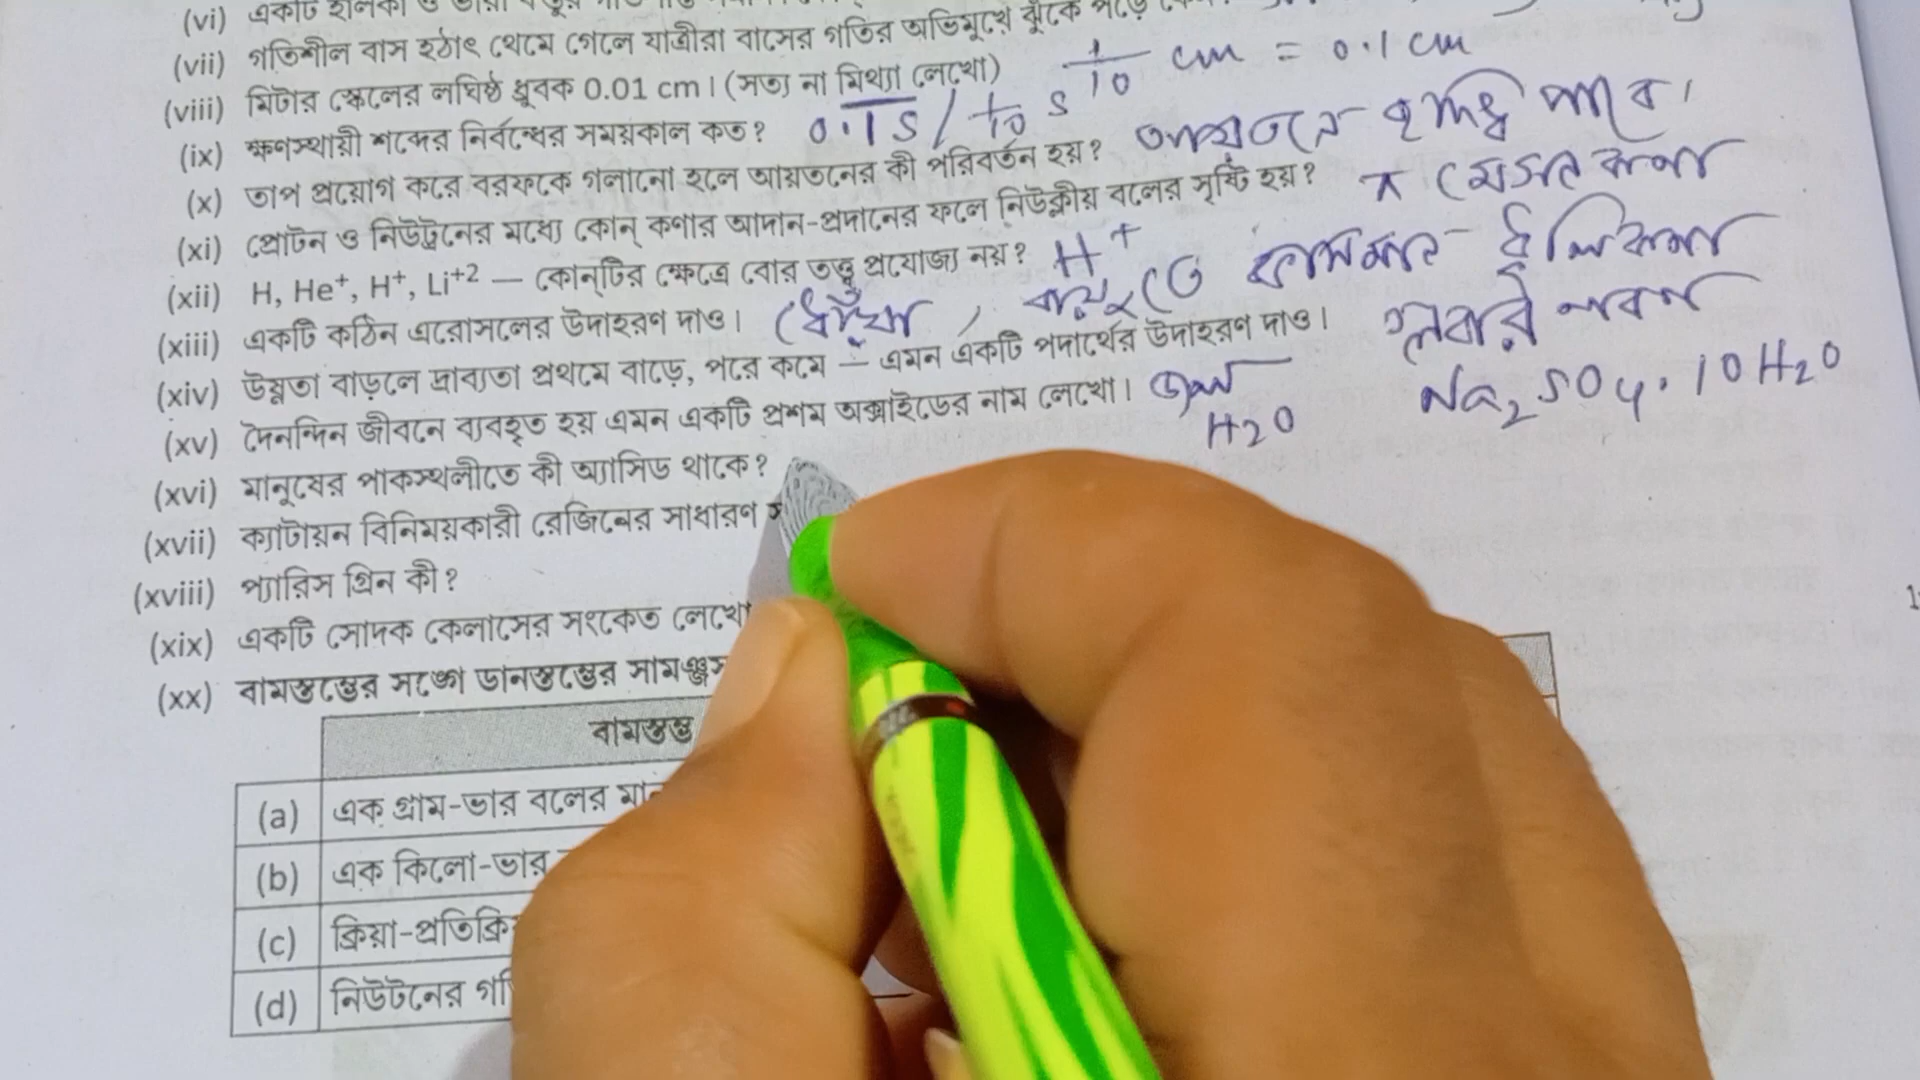 (vi) একটি হালকা ও ভারী বস্তুর
(vii) গতিশীল বাস হঠাৎ থেমে গেলে যাত্রীরা বাসের গতির অভিমুখে ঝুঁকে পড়ে
(viii) মিটার স্কেলের লঘিষ্ঠ ধ্রুবক 0.01 cm। (সত্য না মিথ্যা লেখো) 1/10 cm = 0.1 cm
(ix) ক্ষণস্থায়ী শব্দের নির্বন্ধের সময়কাল কত? 0.1 s / 1/10 s
(x) তাপ প্রয়োগ করে বরফকে গলানো হলে আয়তনের কী পরিবর্তন হয়? বৃদ্ধি পাবে।
(xi) প্রোটন ও নিউট্রনের মধ্যে কোন্ কণার আদান-প্রদানের ফলে নিউক্লীয় বলের সৃষ্টি হয়? π মেসন কণা
(xii) H, He⁺, H⁺, Li⁺² — কোন্‌টির ক্ষেত্রে বোর তত্ত্ব প্রযোজ্য নয়? H⁺
(xiii) একটি কঠিন এরোসলের উদাহরণ দাও। ধোঁয়া, বায়ুতে ভাসমান ধূলিকণা
(xiv) উষ্ণতা বাড়লে দ্রাব্যতা প্রথমে বাড়ে, পরে কমে — এমন একটি পদার্থের উদাহরণ দাও। গ্লবার লবণ
Na₂SO₄·10H₂O
(xv) দৈনন্দিন জীবনে ব্যবহৃত হয় এমন একটি প্রশম অক্সাইডের নাম লেখো। জল
H₂O
(xvi) মানুষের পাকস্থলীতে কী অ্যাসিড থাকে?
(xvii) ক্যাটায়ন বিনিময়কারী রেজিনের সাধারণ
(xviii) প্যারিস গ্রিন কী?
(xix) একটি সোদক কেলাসের সংকেত লেখো
(xx) বামস্তম্ভের সঙ্গে ডানস্তম্ভের
বামস্তম্ভ
(a) এক গ্রাম-ভার বলের
(b) এক কিলো-ভার
(c) ক্রিয়া-প্রতিক্রি
(d) নিউটনের